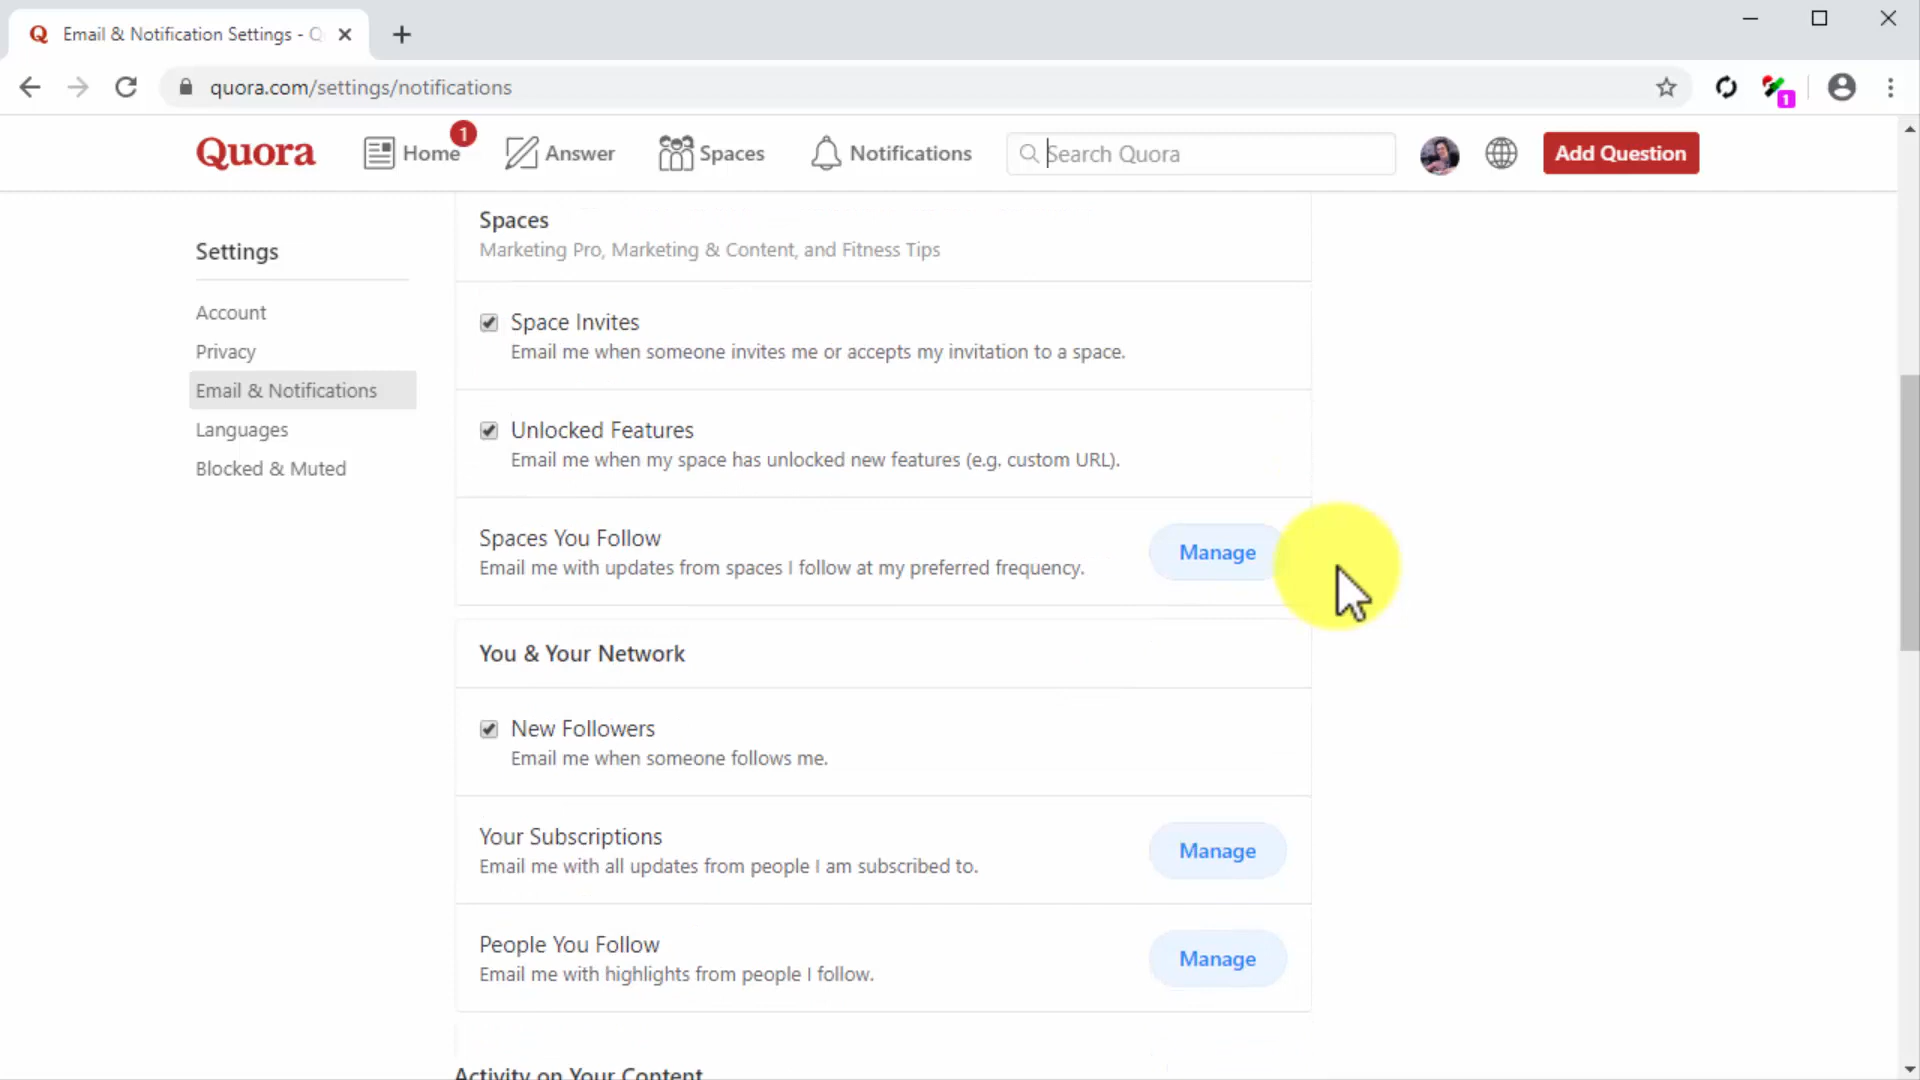 Email & Notification Settings - Q
quora.com/settings/notifications
1
Quora
Home
1
Answer
Spaces
Notifications
Search Quora
Add Question
Settings
Account
Privacy
Email & Notifications
Languages
Blocked & Muted
Spaces
Marketing Pro, Marketing & Content, and Fitness Tips
Space Invites
Email me when someone invites me or accepts my invitation to a space.
Unlocked Features
Email me when my space has unlocked new features (e.g. custom URL).
Spaces You Follow
Email me with updates from spaces I follow at my preferred frequency.
Manage
You & Your Network
New Followers
Email me when someone follows me.
Your Subscriptions
Email me with all updates from people I am subscribed to.
Manage
People You Follow
Email me with highlights from people I follow.
Manage
Activity on Your Content